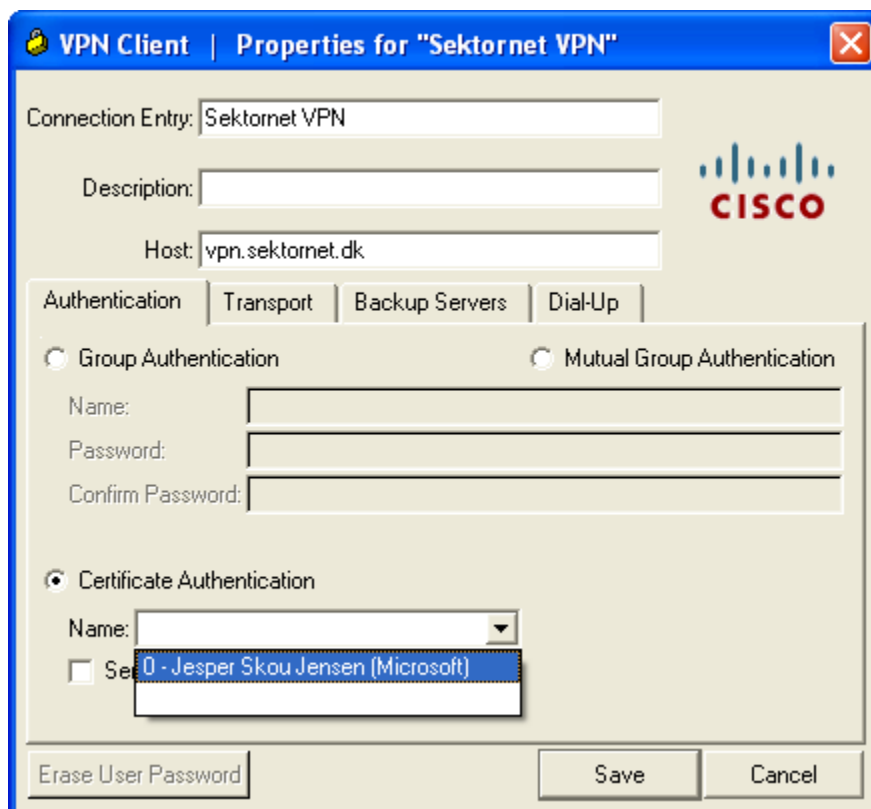 VPN Client | Properties for "Sektornet VPN"
Connection Entry: Sektornet VPN
Description:
CISCO
Host: vpn.sektornet.dk
Authentication Transport Backup Servers Dial-Up
Group Authentication Mutual Group Authentication
Name:
Password:
Confirm Password:
Certificate Authentication
Name:
0 - Jesper Skou Jensen (Microsoft)
Erase User Password Save Cancel